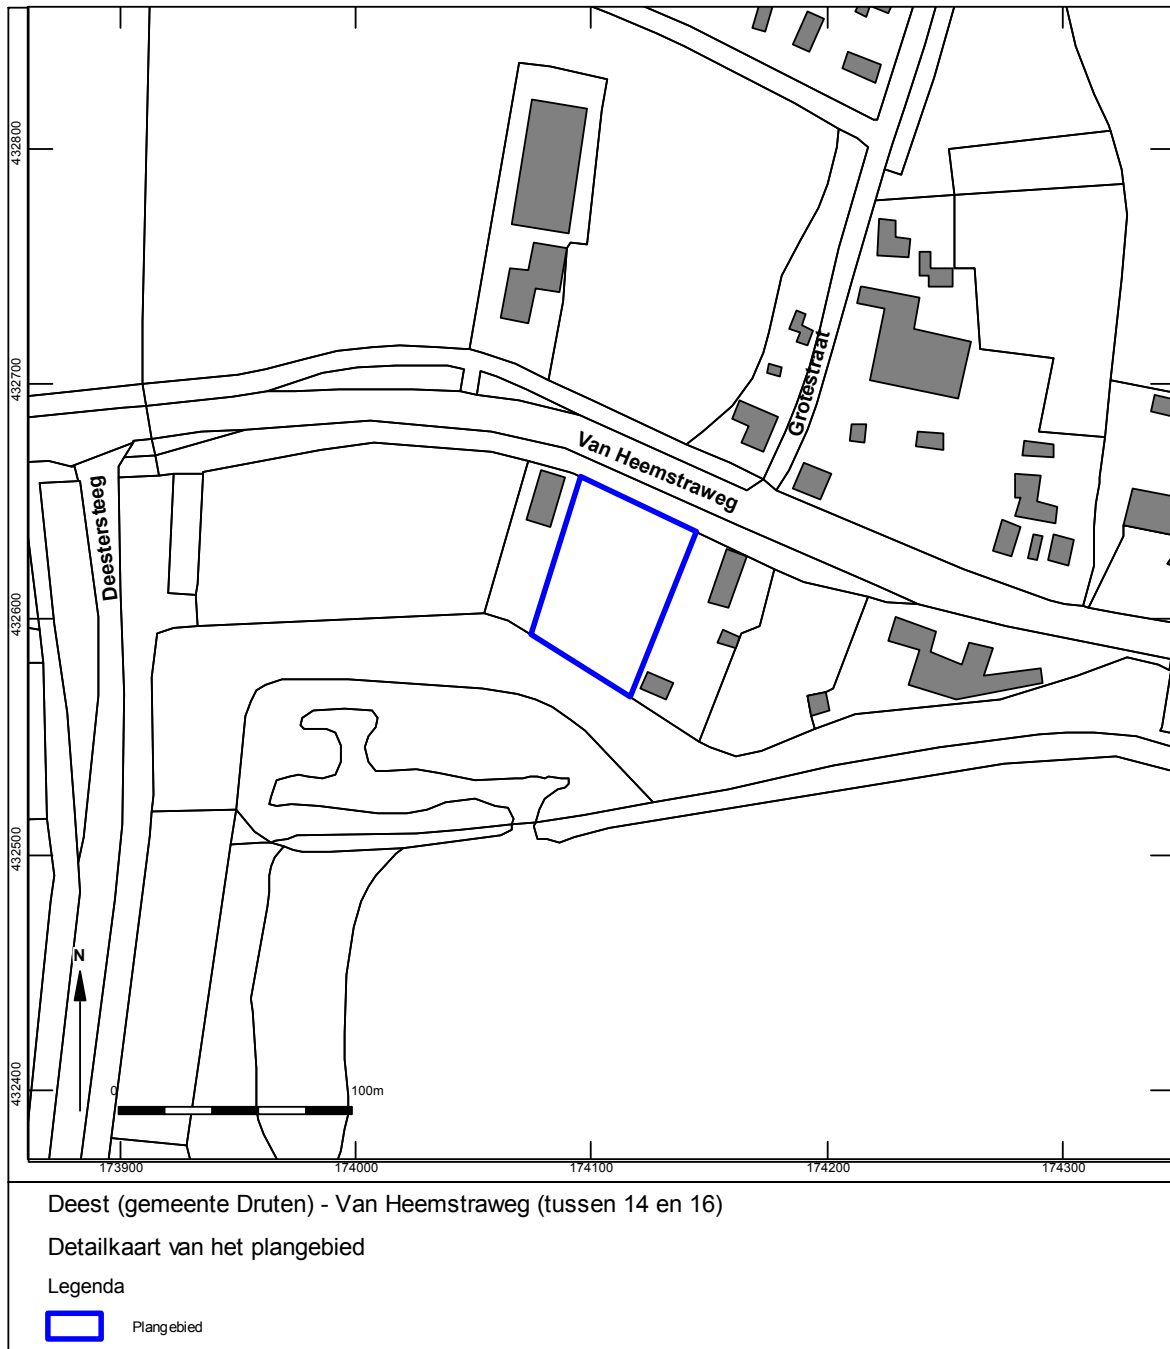 432800
432700
432600
432500
432400
Grotestraat
Van Heemstraweg
Deestersteeg
N
0
100m
173900
174000
174100
174200
174300
Deest (gemeente Druten) - Van Heemstraweg (tussen 14 en 16)
Detailkaart van het plangebied
Legenda
Plangebied